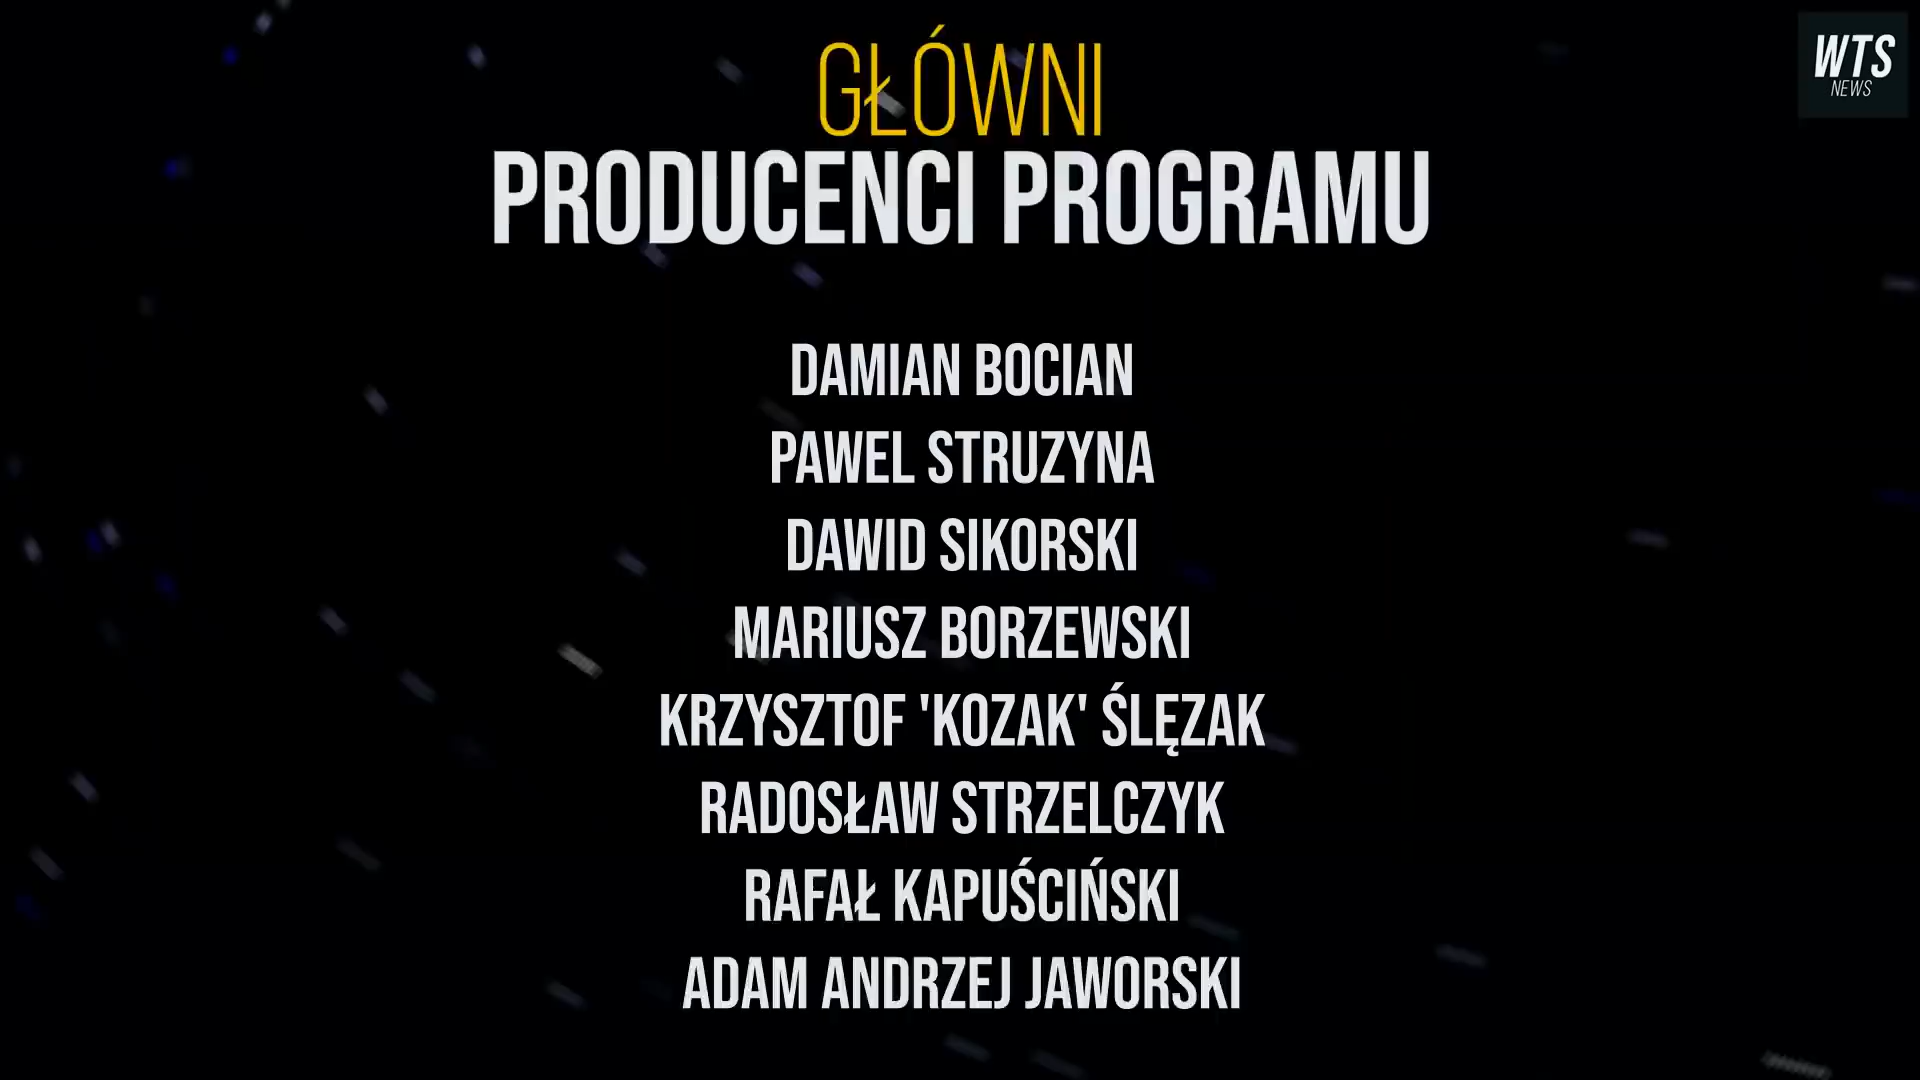 GŁÓWNI
PRODUCENCI PROGRAMU
WTS
NEWS
DAMIAN BOCIAN
PAWEL STRUZYNA
DAWID SIKORSKI
MARIUSZ BORZEWSKI
KRZYSZTOF 'KOZAK' ŚLĘZAK
RADOSŁAW STRZELCZYK
RAFAŁ KAPUŚCIŃSKI
ADAM ANDRZEJ JAWORSKI